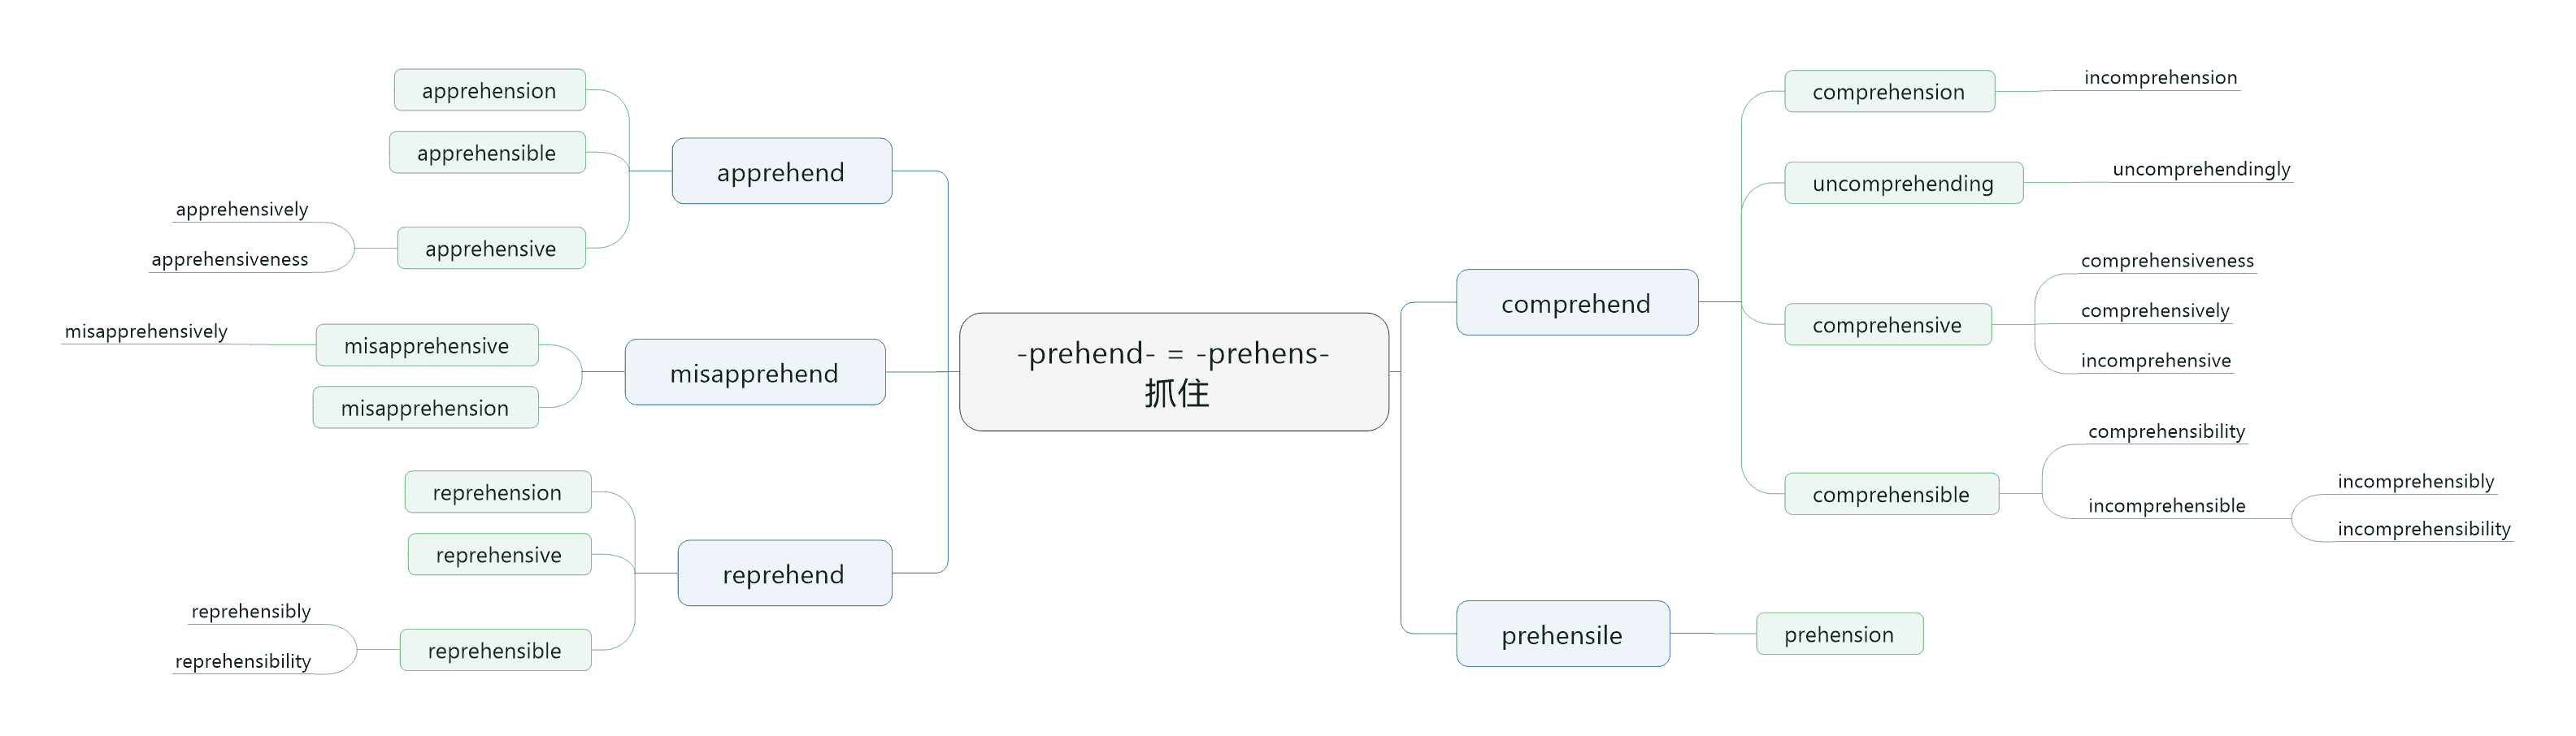 -prehend- = -prehens-
抓住
apprehend
apprehension
apprehensible
apprehensive
apprehensively
apprehensiveness
misapprehend
misapprehensive
misapprehensively
misapprehension
reprehend
reprehension
reprehensive
reprehensible
reprehensibly
reprehensibility
comprehend
comprehension
incomprehension
uncomprehending
uncomprehendingly
comprehensive
comprehensiveness
comprehensively
incomprehensive
comprehensible
comprehensibility
incomprehensible
incomprehensibly
incomprehensibility
prehensile
prehension